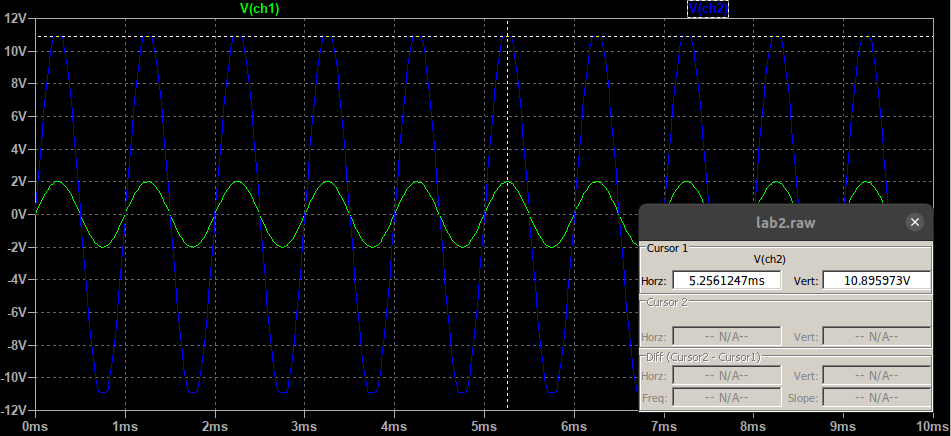 V(ch1) V(ch2)
12V
10V
8V
6V
4V
2V
0V
-2V
-4V
-6V
-8V
-10V
-12V
0ms 1ms 2ms 3ms 4ms 5ms 6ms 7ms 8ms 9ms 10ms
lab2.raw
Cursor 1
V(ch2)
Horz: 5.2561247ms Vert: 10.895973V
Cursor 2
Horz: -- N/A-- Vert: -- N/A--
Diff (Cursor2 - Cursor1)
Horz: -- N/A-- Vert: -- N/A--
Freq: -- N/A-- Slope: -- N/A--